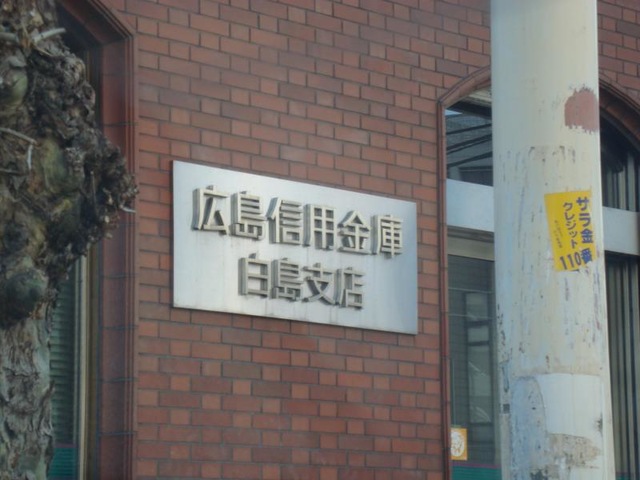 広島信用金庫
白島支店
サラ金
クレジット
110番